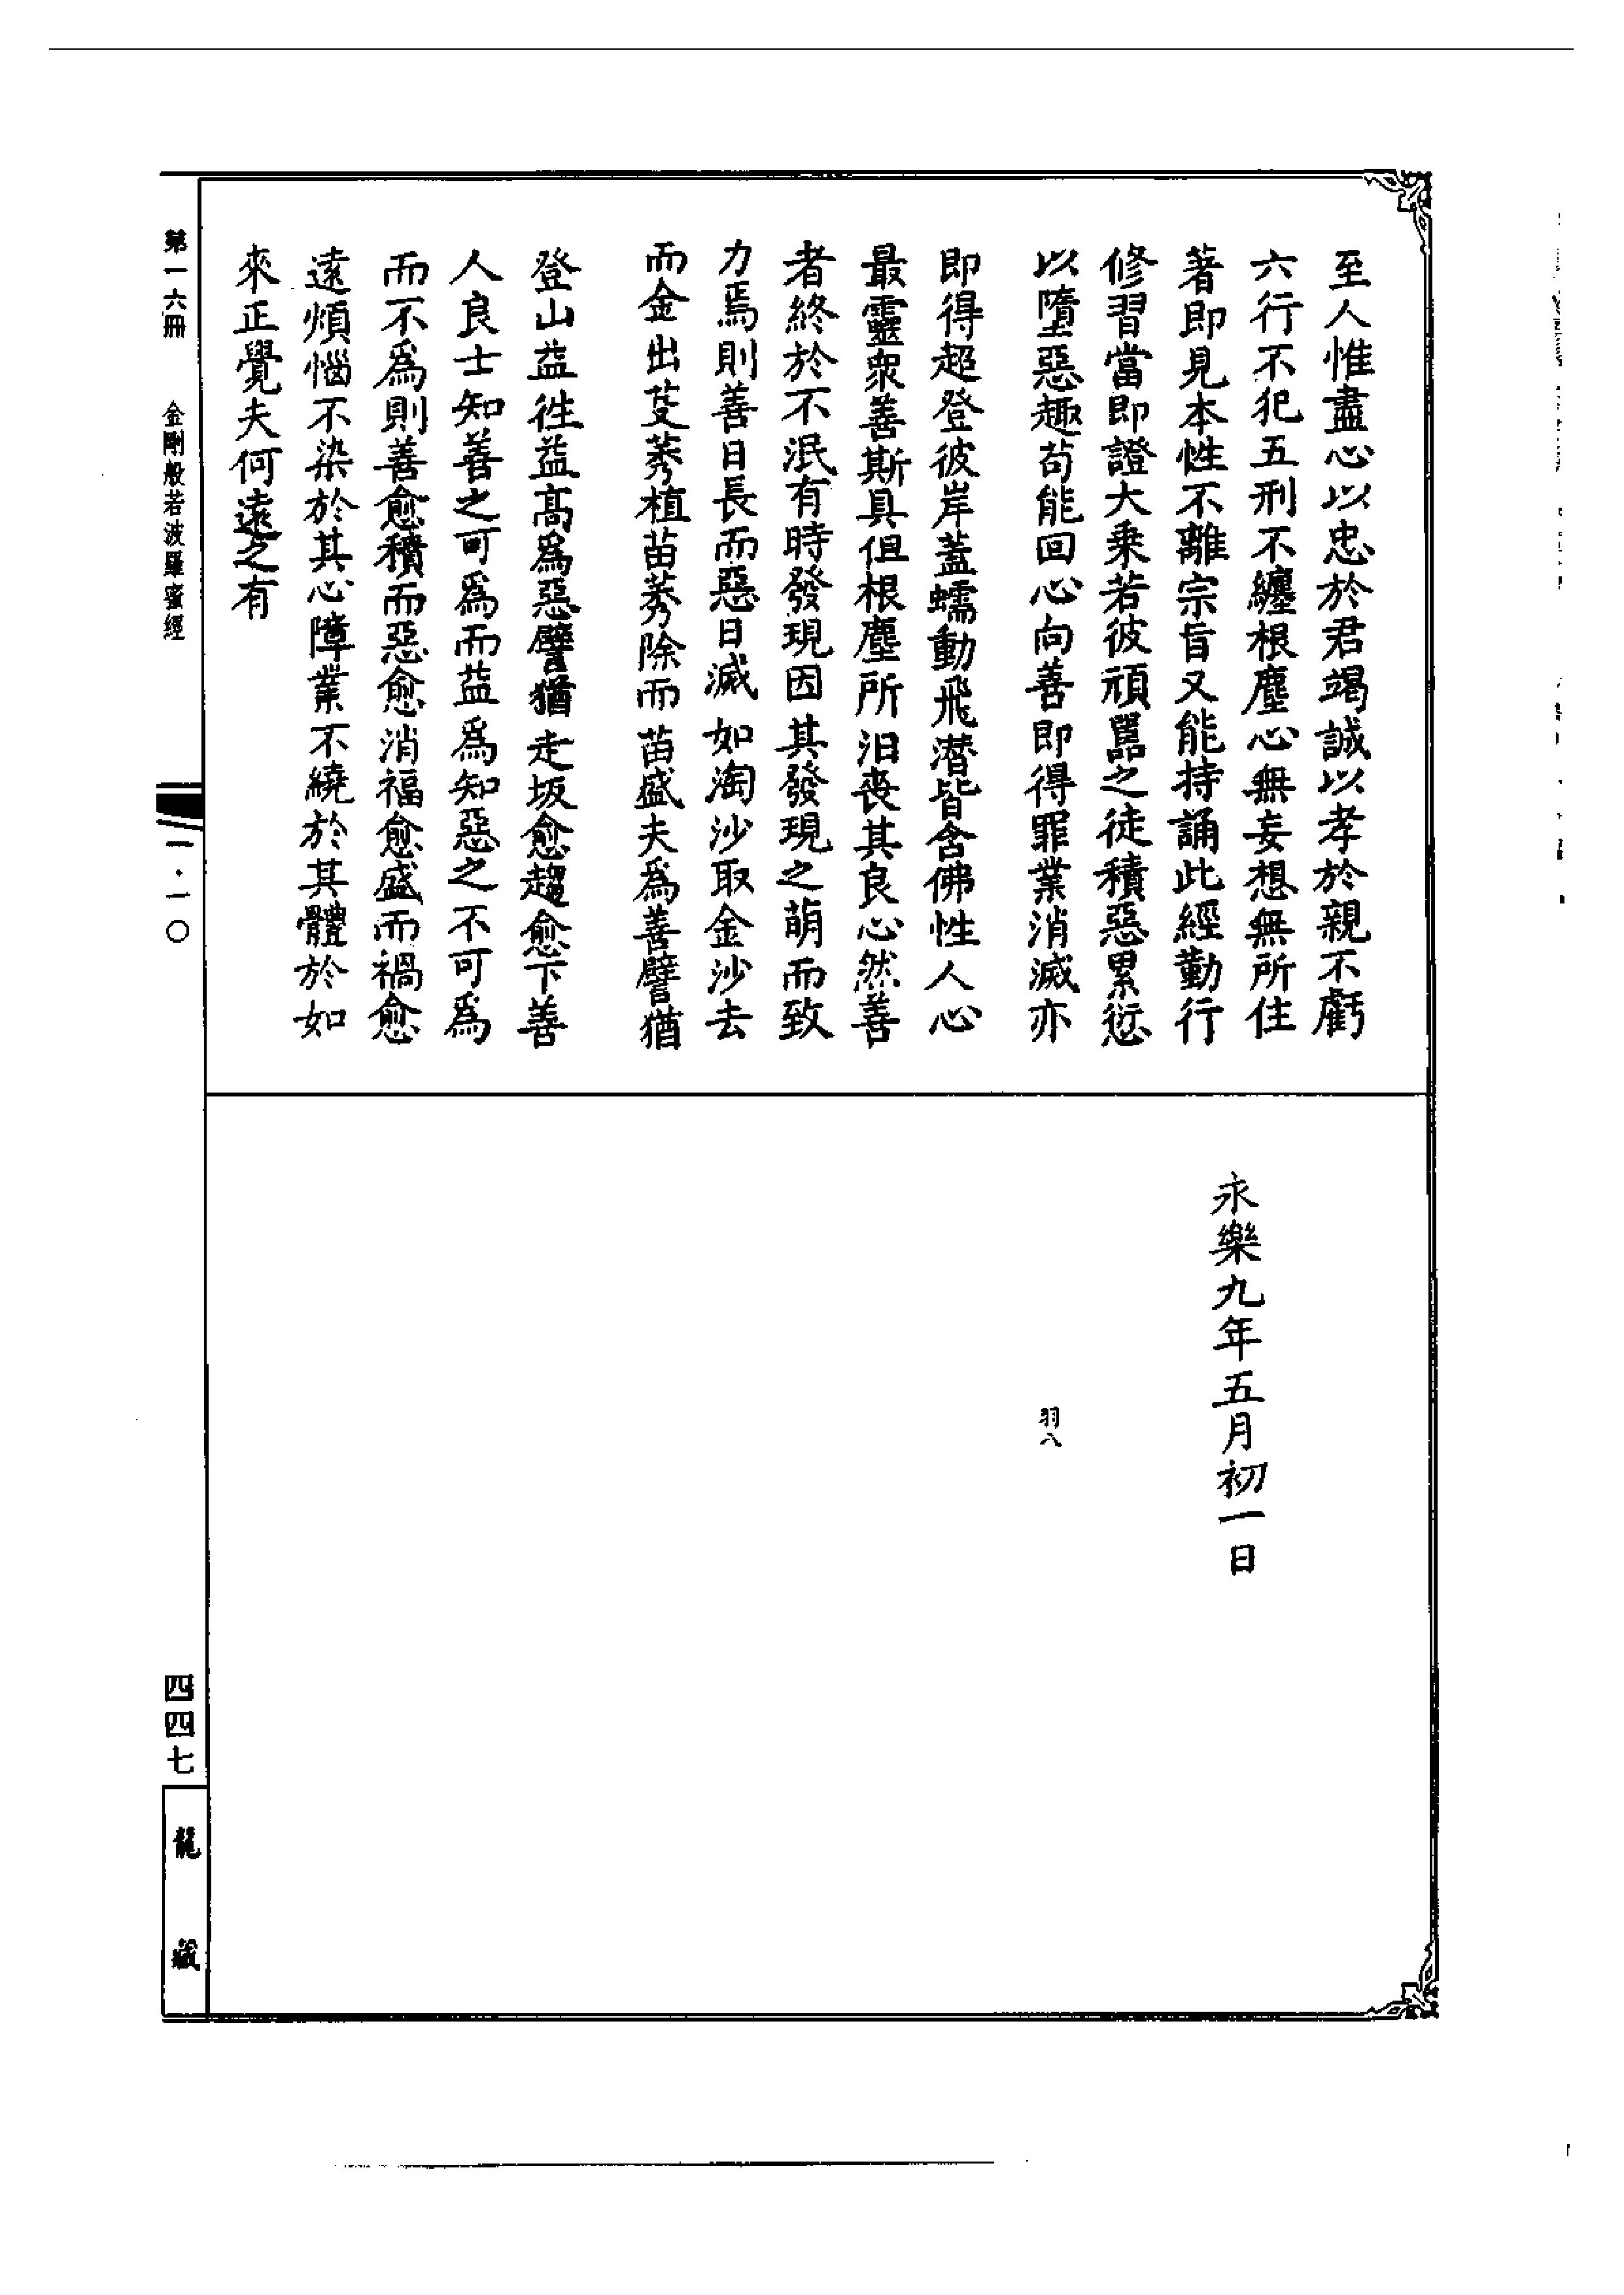 至人惟盡心以忠於君竭誠以孝於親不虧
六行不犯五刑不纏根塵心無妄想無所住
著即見本性不離宗旨又能持誦此經勤行
修習當即證大乗若彼頑嚚之徒積惡累愆
以墮惡趣茍能回心向善即得罪業消滅亦
即得超登彼岸蓋蠕動飛潜皆含佛性人心
最靈衆善斯具但根塵所汨喪其良心然善
者終於不泯有時發現因其發現之萌而致
力焉則善日長而惡日滅如淘沙取金沙去
而金出芟莠植苗莠除而苗盛夫為善譬猶
登山益徃益髙為惡譬猶走坂愈趨愈下善
人良士知善之可為而益為知惡之不可為
而不為則善愈積而惡愈消福愈盛而禍愈
遠煩惱不染於其心障業不繞於其體於如
來正覺夫何遠之有
永樂九年五月初一日
羽八
第一六冊 金剛般若波羅蜜經
一·一〇
四四七
龍藏